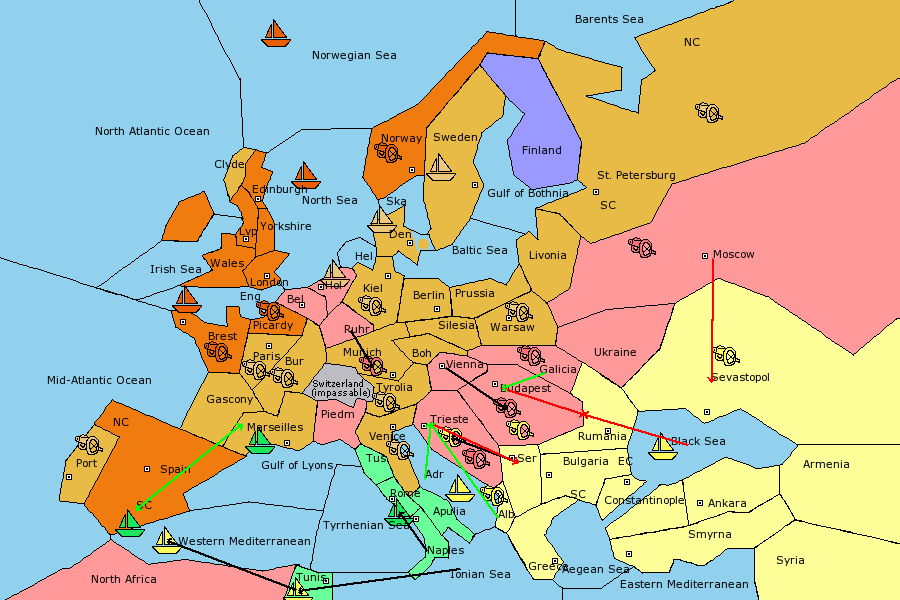 Barents Sea
NC
Norwegian Sea
North Atlantic Ocean
Norway
Sweden
Finland
Clyde
Edinburgh
North Sea
Ska
Gulf of Bothnia
St. Petersburg
SC
Yorkshire
Lvp
Den
Baltic Sea
Livonia
Moscow
Irish Sea
Wales
Hel
London
Eng
Bel
Hol
Kiel
Berlin
Prussia
Warsaw
Picardy
Ruhr
Silesia
Brest
Paris
Bur
Munich
Boh
Ukraine
Vienna
Galicia
Mid-Atlantic Ocean
Switzerland
(impassable)
Tyrolia
Budapest
Sevastopol
Gascony
NC
Piedm
Trieste
Marseilles
Venice
Rumania
Black Sea
Port
Spain
Gulf of Lyons
Tus
Ser
Bulgaria
EC
Armenia
Adr
SC
Rome
SC
Constantinople
Ankara
Apulia
Alb
Tyrrhenian Sea
Smyrna
Western Mediterranean
Naples
Syria
North Africa
Tunis
Ionian Sea
Greece
Aegean Sea
Eastern Mediterranean